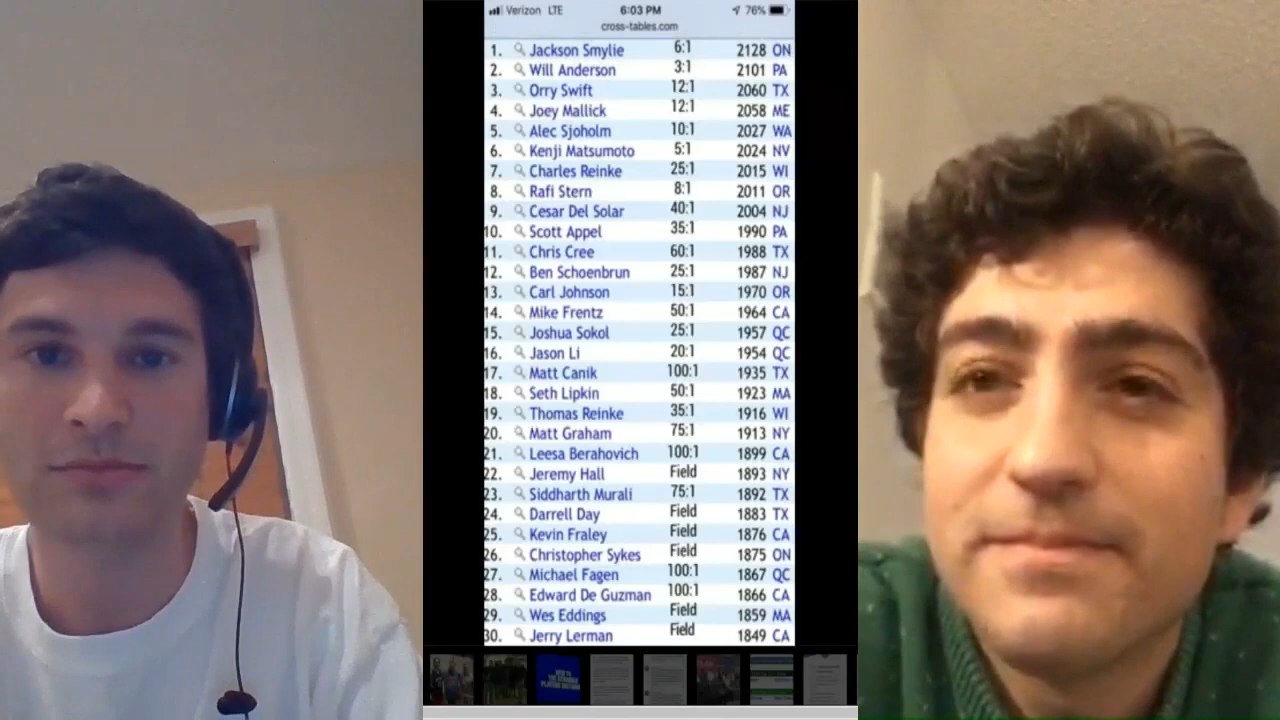 Verizon LTE 6:03 PM 76%
cross-tables.com
1. Jackson Smylie 6:1 2128 ON
2. Will Anderson 3:1 2101 PA
3. Orry Swift 12:1 2060 TX
4. Joey Mallick 12:1 2058 ME
5. Alec Sjoholm 10:1 2027 WA
6. Kenji Matsumoto 5:1 2024 NV
7. Charles Reinke 25:1 2015 WI
8. Rafi Stern 8:1 2011 OR
9. Cesar Del Solar 40:1 2004 NJ
10. Scott Appel 35:1 1990 PA
11. Chris Cree 60:1 1988 TX
12. Ben Schoenbrun 25:1 1987 NJ
13. Carl Johnson 15:1 1970 OR
14. Mike Frentz 50:1 1964 CA
15. Joshua Sokol 25:1 1957 QC
16. Jason Li 20:1 1954 QC
17. Matt Canik 100:1 1935 TX
18. Seth Lipkin 50:1 1923 MA
19. Thomas Reinke 35:1 1916 WI
20. Matt Graham 75:1 1913 NY
21. Leesa Berahovich 100:1 1899 CA
22. Jeremy Hall Field 1893 NY
23. Siddharth Murali 75:1 1892 TX
24. Darrell Day Field 1883 TX
25. Kevin Fraley Field 1876 CA
26. Christopher Sykes Field 1875 ON
27. Michael Fagen 100:1 1867 QC
28. Edward De Guzman 100:1 1866 CA
29. Wes Eddings Field 1859 MA
30. Jerry Lerman Field 1849 CA